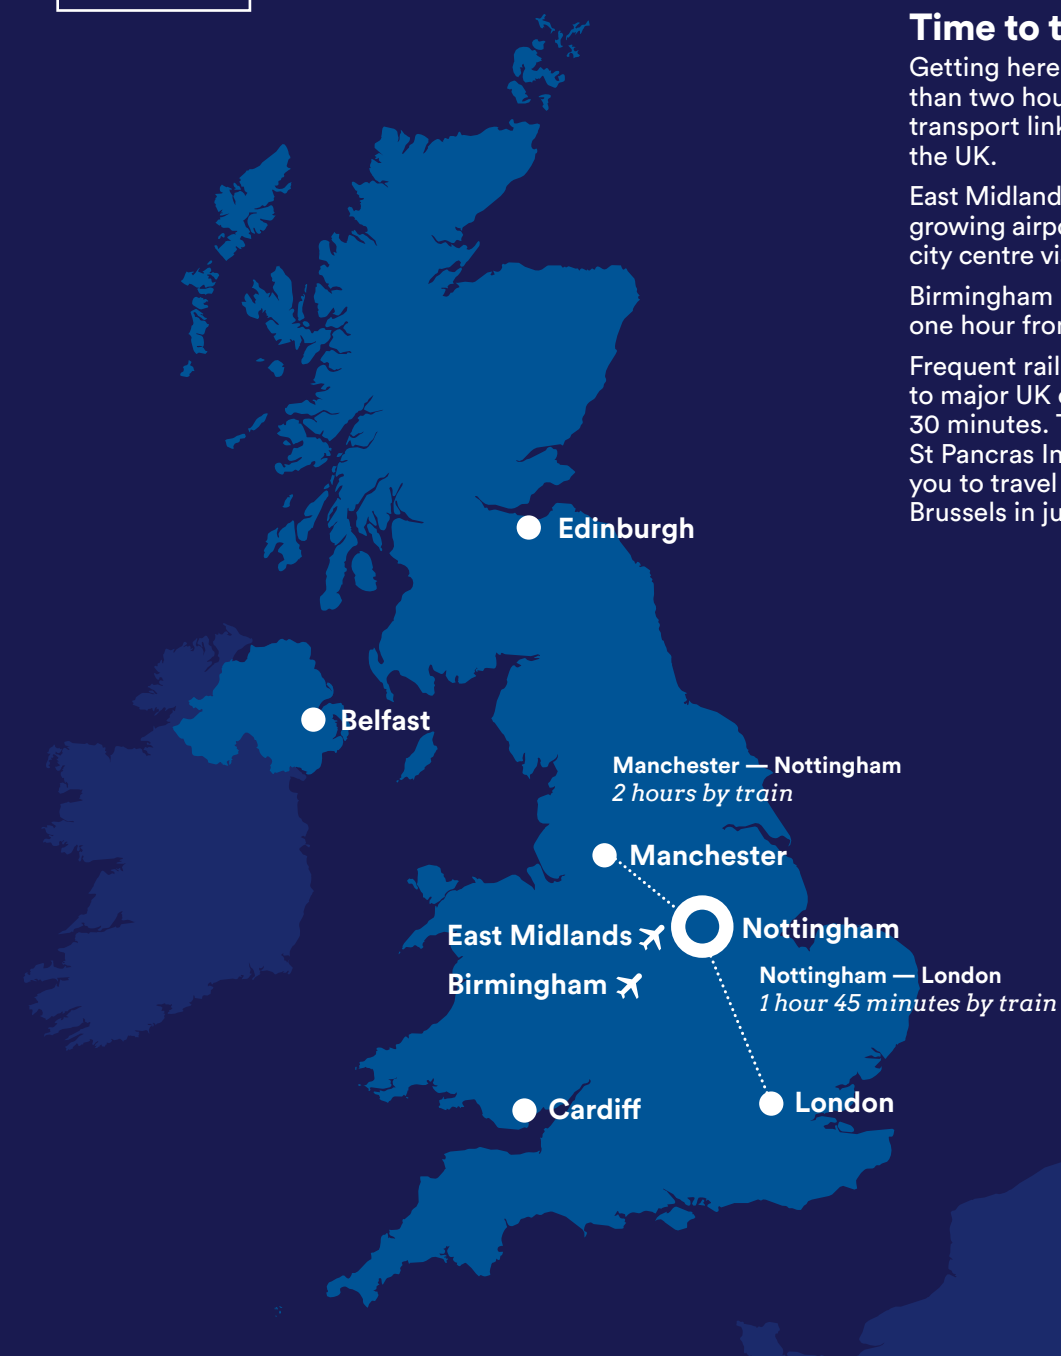 Time to t
Getting here
than two hou
transport link
the UK.
East Midland
growing airpo
city centre vi
Birmingham
one hour from
Frequent rail
to major UK
30 minutes. T
St Pancras In
you to travel
Brussels in ju
Edinburgh
Belfast
Manchester — Nottingham
2 hours by train
Manchester
East Midlands
Nottingham
Birmingham
Nottingham — London
1 hour 45 minutes by train
Cardiff
London